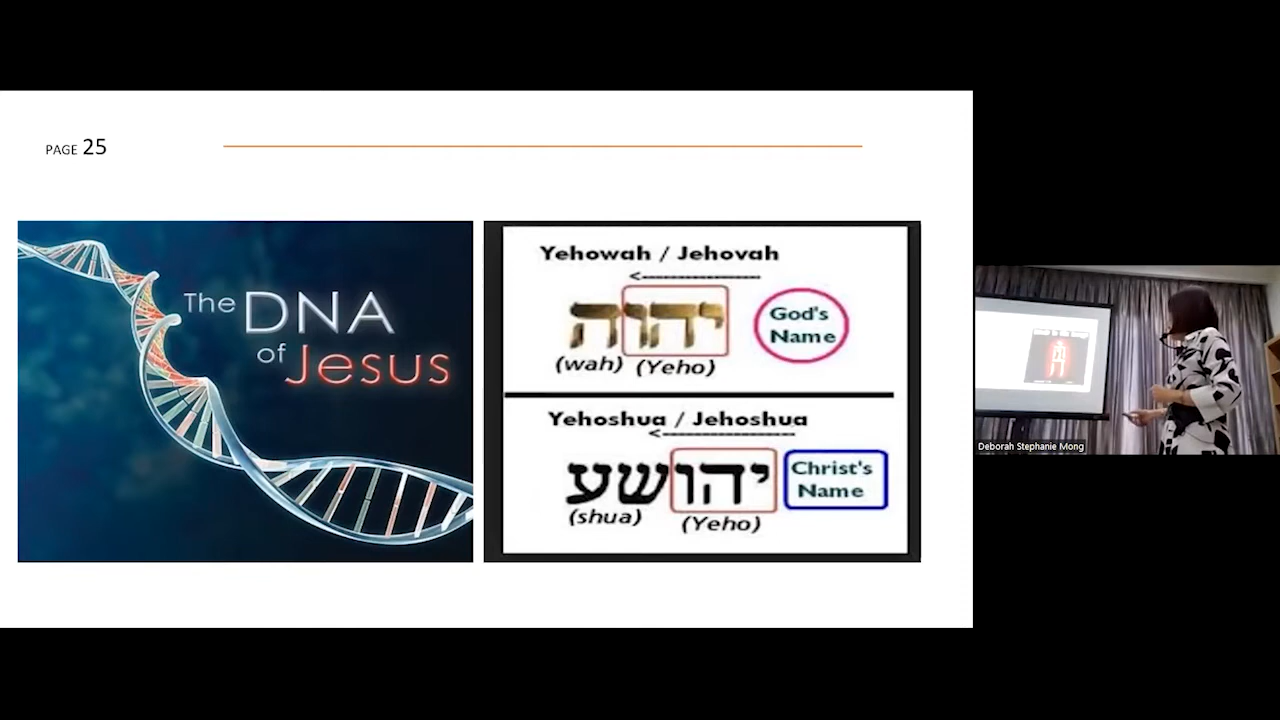 PAGE 25
The DNA
of Jesus
Yehowah / Jehovah
<-----------------
יהוה
God's
Name
(wah) (Yeho)
Yehoshua / Jehoshua
<-----------------
יהושע
Christ's
Name
(shua) (Yeho)
Deborah Stephanie Mong